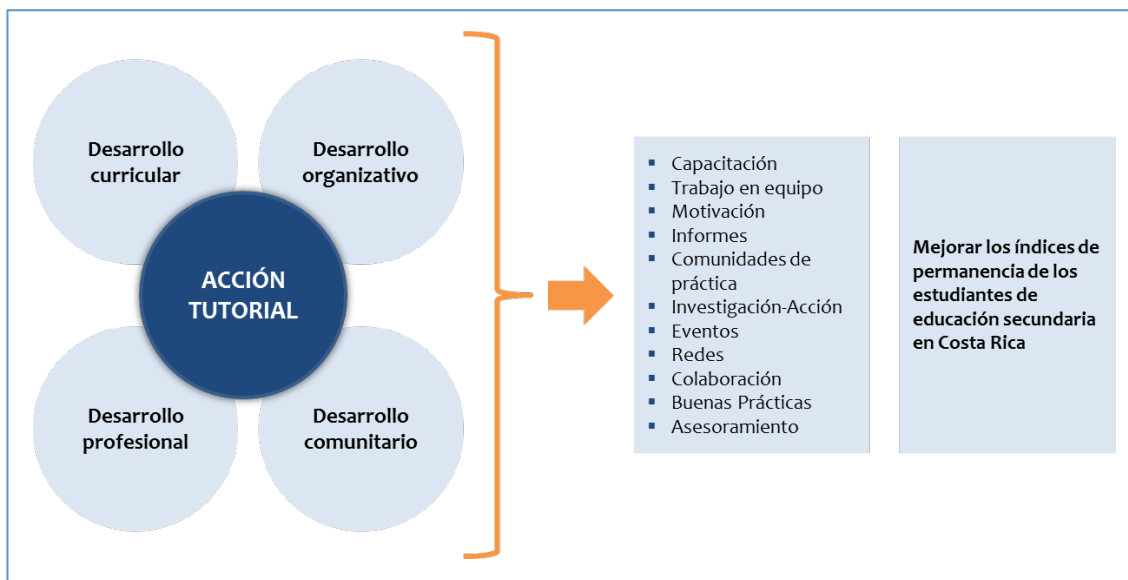 Desarrollo
curricular
Desarrollo
organizativo
ACCIÓN
TUTORIAL
Desarrollo
profesional
Desarrollo
comunitario
▪ Capacitación
▪ Trabajo en equipo
▪ Motivación
▪ Informes
▪ Comunidades de
práctica
▪ Investigación-Acción
▪ Eventos
▪ Redes
▪ Colaboración
▪ Buenas Prácticas
▪ Asesoramiento
Mejorar los índices de
permanencia de los
estudiantes de
educación secundaria
en Costa Rica